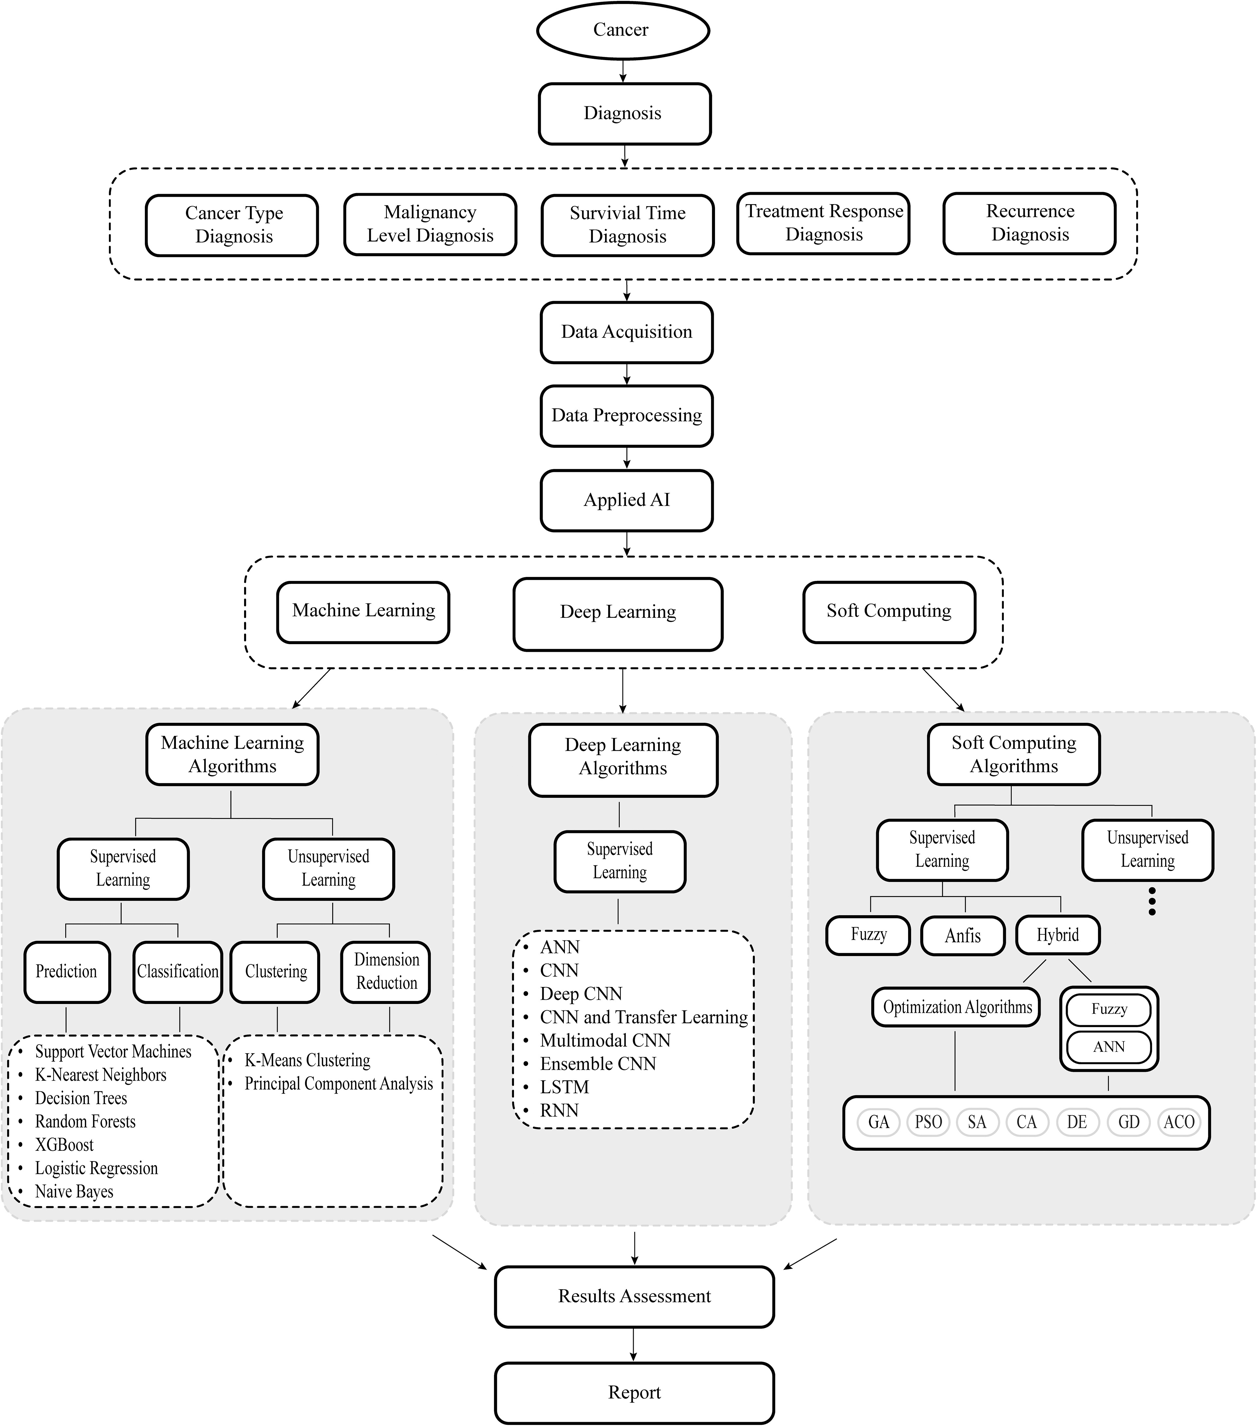 Cancer
Diagnosis
Cancer Type
Diagnosis
Malignancy
Level Diagnosis
Survivial Time
Diagnosis
Treatment Response
Diagnosis
Recurrence
Diagnosis
Data Acquisition
Data Preprocessing
Applied AI
Machine Learning
Deep Learning
Soft Computing
Machine Learning
Algorithms
Supervised
Learning
Unsupervised
Learning
Prediction
Classification
Clustering
Dimension
Reduction
• Support Vector Machines
• K-Nearest Neighbors
• Decision Trees
• Random Forests
• XGBoost
• Logistic Regression
• Naive Bayes
• K-Means Clustering
• Principal Component Analysis
Deep Learning
Algorithms
Supervised
Learning
• ANN
• CNN
• Deep CNN
• CNN and Transfer Learning
• Multimodal CNN
• Ensemble CNN
• LSTM
• RNN
Soft Computing
Algorithms
Supervised
Learning
Unsupervised
Learning
Fuzzy
Anfis
Hybrid
Optimization Algorithms
Fuzzy
ANN
GA
PSO
SA
CA
DE
GD
ACO
Results Assessment
Report